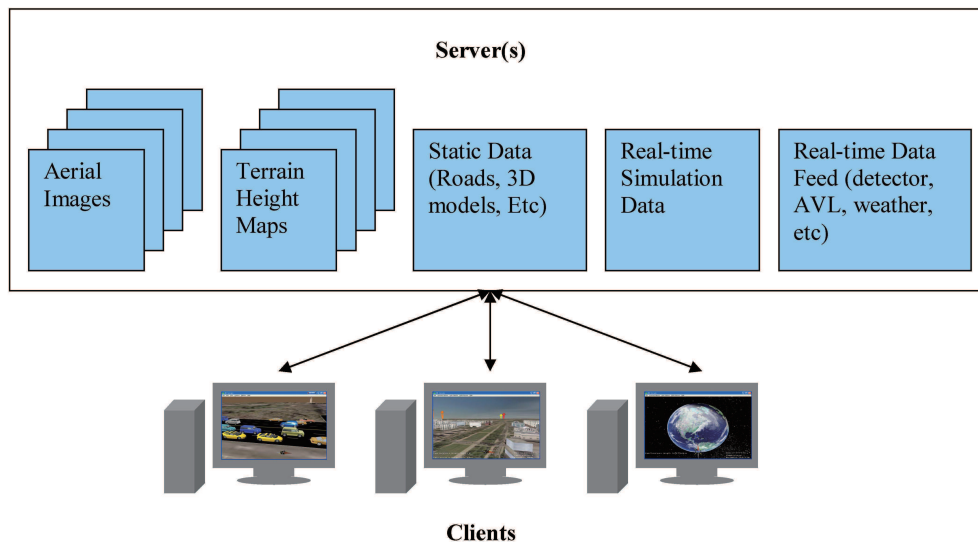 Server(s)
Aerial
Images
Terrain
Height
Maps
Static Data
(Roads, 3D
models, Etc)
Real-time
Simulation
Data
Real-time Data
Feed (detector,
AVL, weather,
etc)
Clients